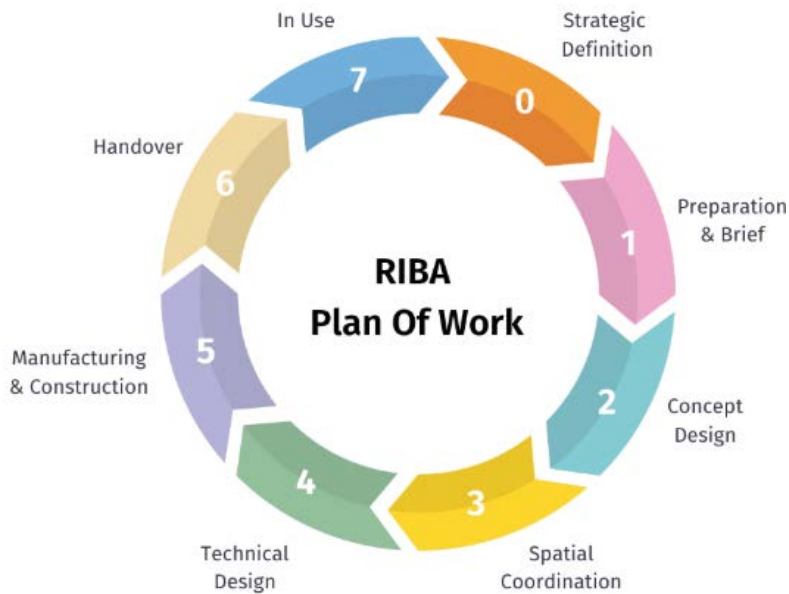 RIBA
Plan Of Work
0
Strategic
Definition
1
Preparation
& Brief
2
Concept
Design
3
Spatial
Coordination
4
Technical
Design
5
Manufacturing
& Construction
6
Handover
7
In Use